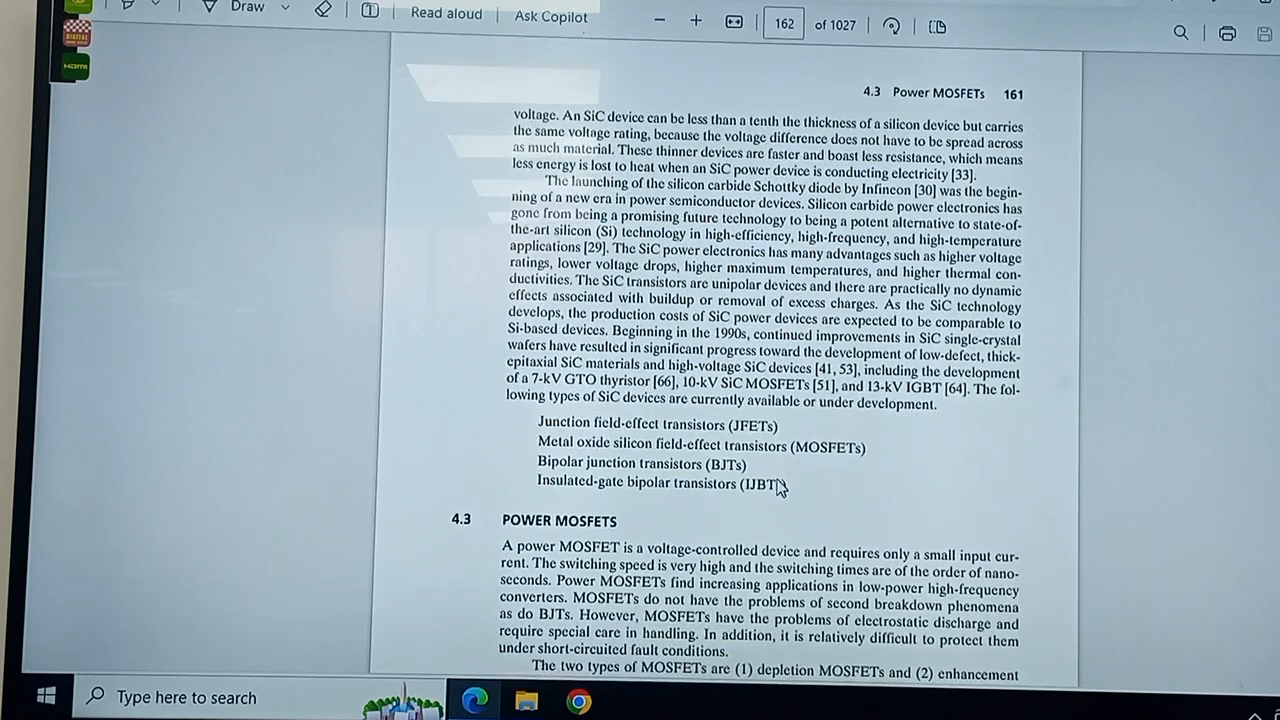 Draw
Read aloud
Ask Copilot
162
of 1027
DIGITAL
HDMI
4.3 Power MOSFETs 161
voltage. An SiC device can be less than a tenth the thickness of a silicon device but carries
the same voltage rating, because the voltage difference does not have to be spread across
as much material. These thinner devices are faster and boast less resistance, which means
less energy is lost to heat when an SiC power device is conducting electricity [33].
The launching of the silicon carbide Schottky diode by Infineon [30] was the begin-
ning of a new era in power semiconductor devices. Silicon carbide power electronics has
gone from being a promising future technology to being a potent alternative to state-of-
the-art silicon (Si) technology in high-efficiency, high-frequency, and high-temperature
applications [29]. The SiC power electronics has many advantages such as higher voltage
ratings, lower voltage drops, higher maximum temperatures, and higher thermal con-
ductivities. The SiC transistors are unipolar devices and there are practically no dynamic
effects associated with buildup or removal of excess charges. As the SiC technology
develops, the production costs of SiC power devices are expected to be comparable to
Si-based devices. Beginning in the 1990s, continued improvements in SiC single-crystal
wafers have resulted in significant progress toward the development of low-defect, thick-
epitaxial SiC materials and high-voltage SiC devices [41, 53], including the development
of a 7-kV GTO thyristor [66], 10-kV SiC MOSFETs [51], and 13-kV IGBT [64]. The fol-
lowing types of SiC devices are currently available or under development.
Junction field-effect transistors (JFETs)
Metal oxide silicon field-effect transistors (MOSFETs)
Bipolar junction transistors (BJTs)
Insulated-gate bipolar transistors (IJBT
4.3 POWER MOSFETS
A power MOSFET is a voltage-controlled device and requires only a small input cur-
rent. The switching speed is very high and the switching times are of the order of nano-
seconds. Power MOSFETs find increasing applications in low-power high-frequency
converters. MOSFETs do not have the problems of second breakdown phenomena
as do BJTs. However, MOSFETs have the problems of electrostatic discharge and
require special care in handling. In addition, it is relatively difficult to protect them
under short-circuited fault conditions.
The two types of MOSFETs are (1) depletion MOSFETs and (2) enhancement
Type here to search